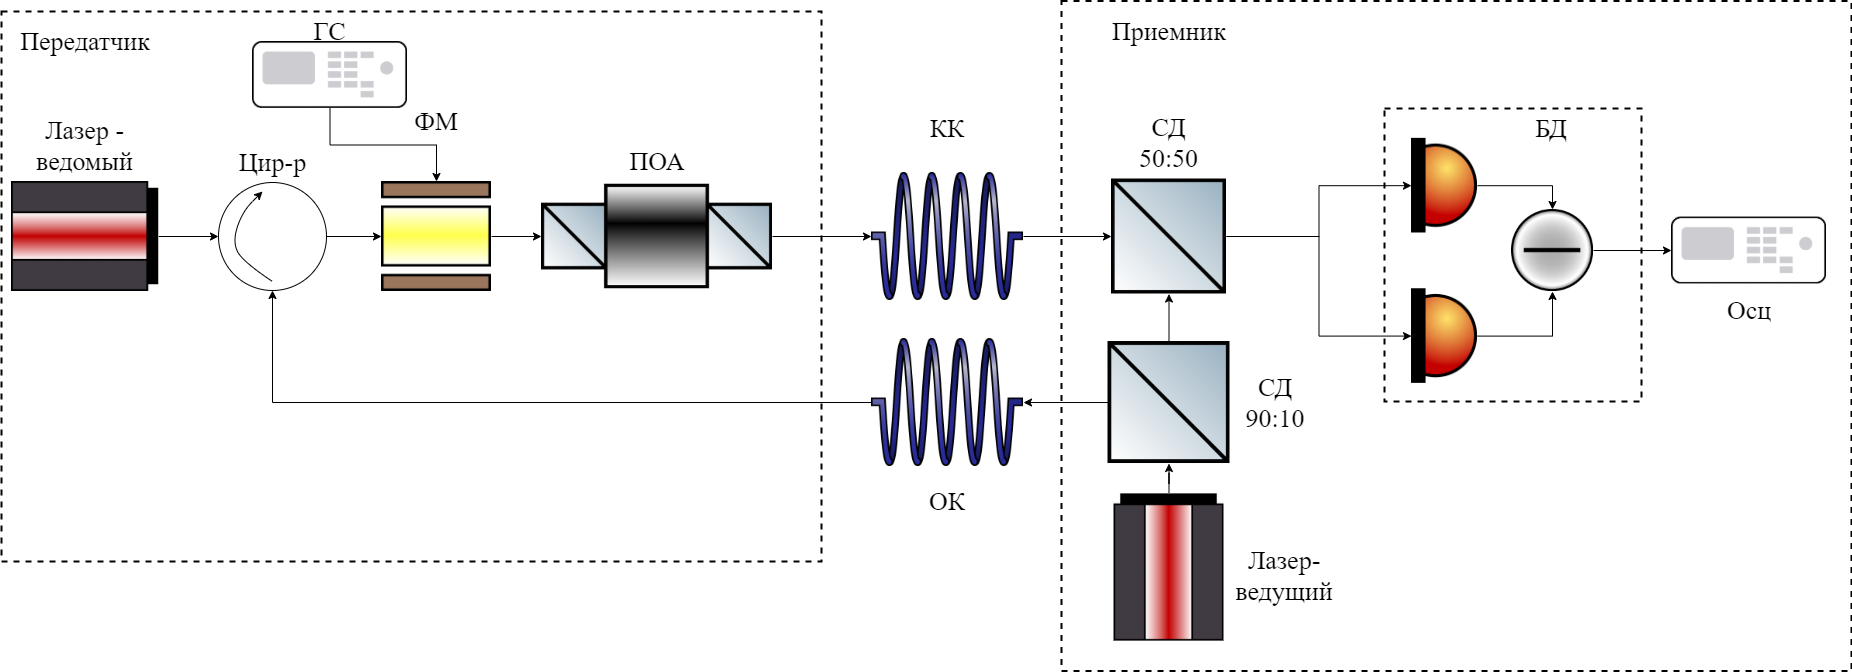 Передатчик
ГС
Приемник
Лазер -
ведомый
Цир-р
ФМ
ПОА
КК
СД
50:50
БД
Осц
ОК
СД
90:10
Лазер-
ведущий